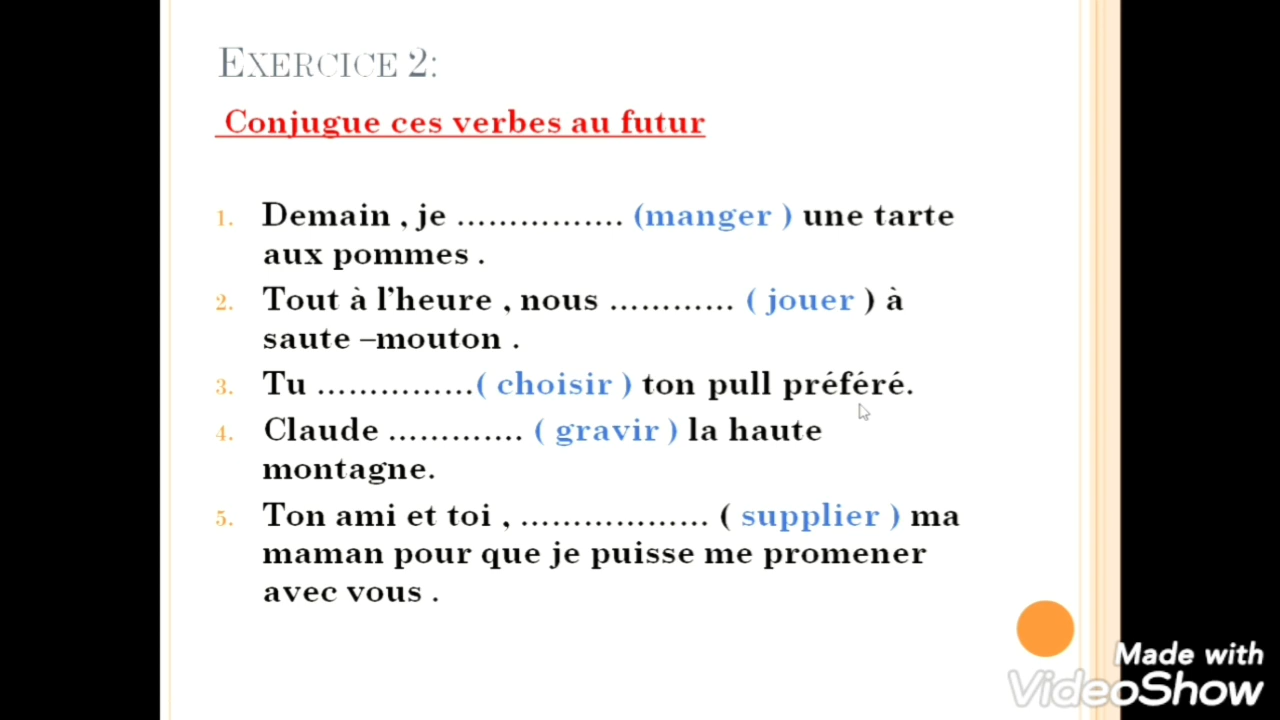 EXERCICE 2:
Conjugue ces verbes au futur
1. Demain , je ................ (manger ) une tarte
aux pommes .
2. Tout à l’heure , nous ............ ( jouer ) à
saute –mouton .
3. Tu ...............( choisir ) ton pull préféré.
4. Claude ............. ( gravir ) la haute
montagne.
5. Ton ami et toi , .................. ( supplier ) ma
maman pour que je puisse me promener
avec vous .
Made with
VideoShow